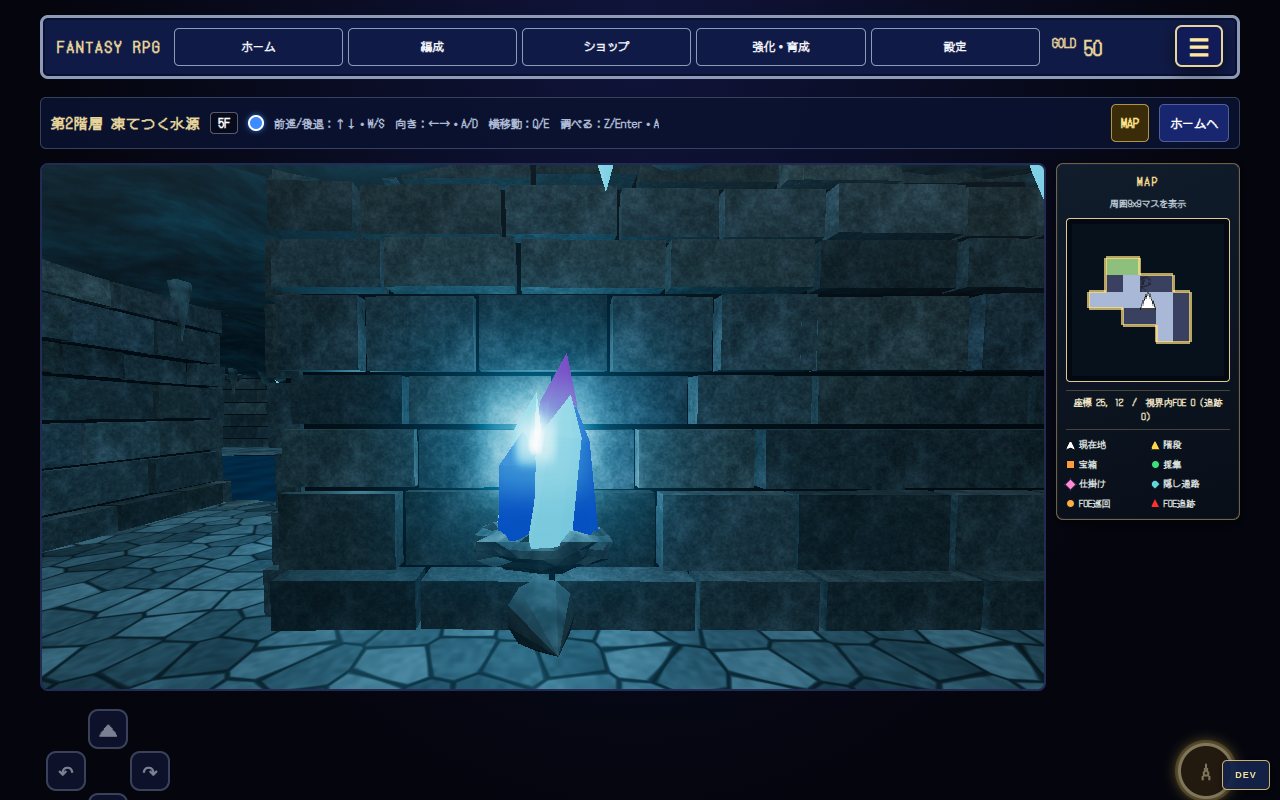 FANTASY RPG ホーム 編成 ショップ 強化・育成 設定 GOLD 50
第2階層 凍てつく水源 5F 前進/後退：↑↓・W/S 向き：←→・A/D 横移動：Q/E 調べる：Z/Enter・A MAP ホームへ
MAP
周囲9x9マスを表示
座標 25, 12 / 視界内FOE 0（追跡
0）
現在地 階段
宝箱 採集
仕掛け 隠し通路
FOE巡回 FOE追跡
A
DEV